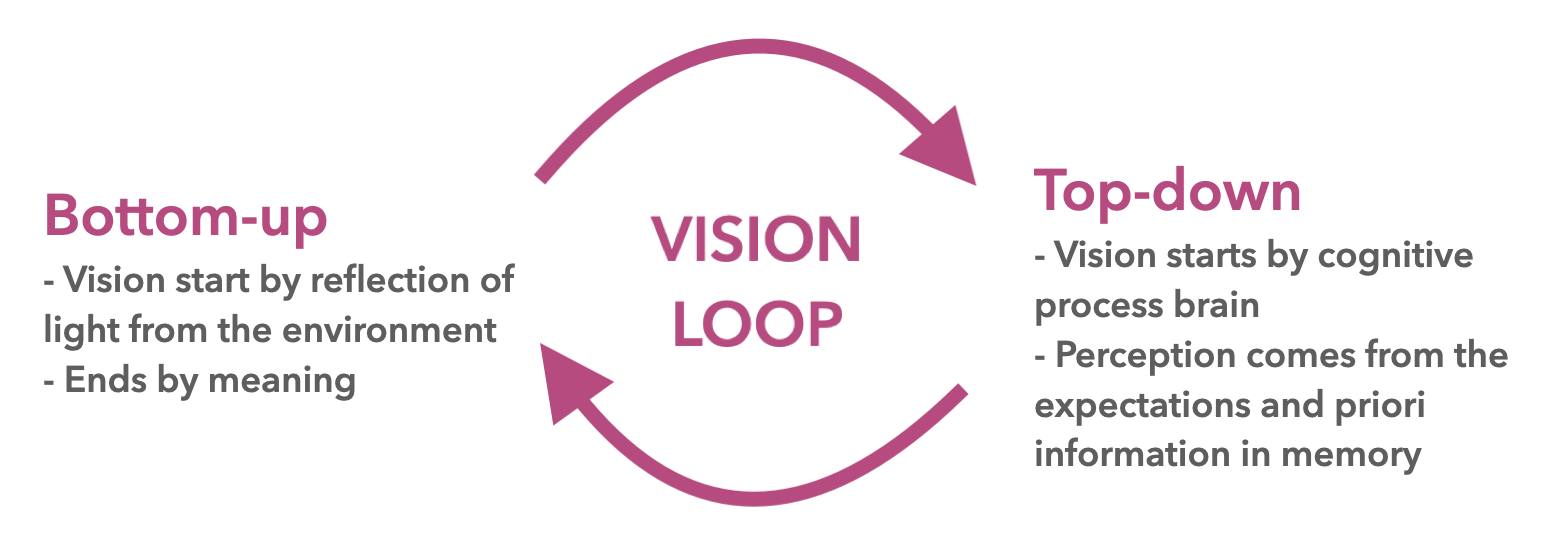 Bottom-up
- Vision start by reflection of
light from the environment
- Ends by meaning
VISION
LOOP
Top-down
- Vision starts by cognitive
process brain
- Perception comes from the
expectations and priori
information in memory